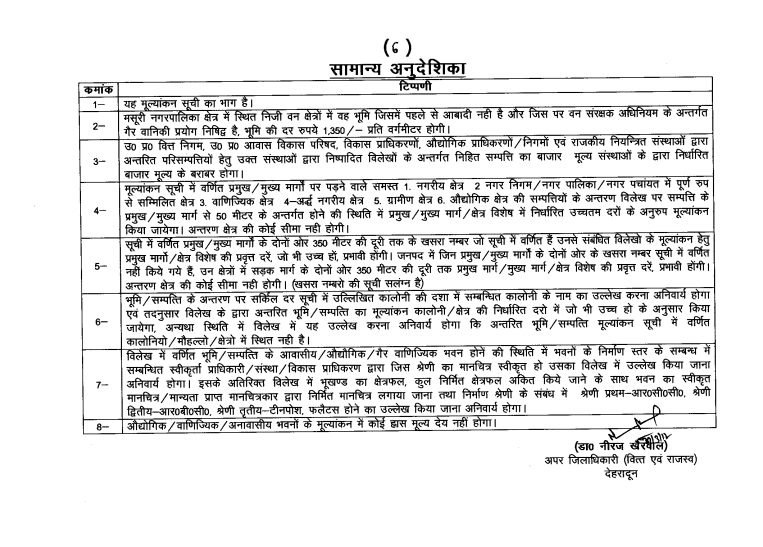 (6)
सामान्य अनुदेशिका
क्रमांक टिप्पणी
1– यह मूल्यांकन सूची का भाग है।
2– मसूरी नगरपालिका क्षेत्र में स्थित निजी वन क्षेत्रों में वह भूमि जिसमें पहले से आबादी नही है और जिस पर वन संरक्षक अधिनियम के अन्तर्गत
गैर वानिकी प्रयोग निषिद्व है, भूमि की दर रुपये 1,350/– प्रति वर्गमीटर होगी।
3– उ0 प्र0 वित्त निगम, उ0 प्र0 आवास विकास परिषद, विकास प्राधिकरणों, औद्योगिक प्राधिकरणों/निगमों एवं राजकीय नियन्त्रित संस्थाओं द्वारा
अन्तरित परिसम्पत्तियों हेतु उक्त संस्थाओं द्वारा निष्पादित विलेखों के अन्तर्गत निहित सम्पत्ति का बाजार मूल्य संस्थाओं के द्वारा निर्धारित
बाजार मूल्य के बराबर होगा।
4– मूल्यांकन सूची में वर्णित प्रमुख/मुख्य मार्गों पर पड़ने वाले समस्त 1. नगरीय क्षेत्र 2 नगर निगम/नगर पालिका/नगर पचांयत में पूर्ण रुप
से सम्मिलित क्षेत्र 3. वाणिज्यिक क्षेत्र 4–अर्द्ध नगरीय क्षेत्र 5. ग्रामीण क्षेत्र 6. औद्योगिक क्षेत्र की सम्पत्तियों के अन्तरण विलेख पर सम्पत्ति के
प्रमुख/मुख्य मार्ग से 50 मीटर के अन्तर्गत होने की स्थिति में प्रमुख/मुख्य मार्ग/क्षेत्र विशेष में निर्धारित उच्चतम दरों के अनुरुप मूल्यांकन
किया जायेगा। अन्तरण क्षेत्र की कोई सीमा नही होगी।
5– सूची में वर्णित प्रमुख/मुख्य मार्गों के दोनों ओर 350 मीटर की दूरी तक के खसरा नम्बर जो सूची में वर्णित हैं उनसे संबंधित विलेखो के मूल्यांकन हेतु
प्रमुख मार्गो/क्षेत्र विशेष की प्रवृत्त दरें, जो भी उच्च हों, प्रभावी होंगी। जनपद में जिन प्रमुख/मुख्य मार्गो के दोनों ओर के खसरा नम्बर सूची में वर्णित
नहीं किये गये हैं, उन क्षेत्रों में सड़क मार्ग के दोनों ओर 350 मीटर की दूरी तक प्रमुख मार्ग/मुख्य मार्ग/क्षेत्र विशेष की प्रवृत्त दरें, प्रभावी होंगी।
अन्तरण क्षेत्र की कोई सीमा नही होगी। (खसरा नम्बरो की सूची सलंग्न है)
6– भूमि/सम्पत्ति के अन्तरण पर सर्किल दर सूची में उल्लिखित कालोनी की दशा में सम्बन्धित कालोनी के नाम का उल्लेख करना अनिवार्य होगा
एवं तदनुसार विलेख के द्वारा अन्तरित भूमि/सम्पत्ति का मूल्यांकन कालोनी/क्षेत्र की निर्धारित दरो में जो भी उच्च हो के अनुसार किया
जायेगा, अन्यथा स्थिति में विलेख में यह उल्लेख करना अनिवार्य होगा कि अन्तरित भूमि/सम्पत्ति मूल्यांकन सूची में वर्णित
कालोनियो/मौहल्लो/क्षेत्रो में स्थित नही है।
7– विलेख में वर्णित भूमि/सम्पत्ति के आवासीय/औद्यौगिक/गैर वाणिज्यिक भवन होने की स्थिति में भवनों के निर्माण स्तर के सम्बन्ध में
सम्बन्धित स्वीकृर्ता प्राधिकारी/संस्था/विकास प्राधिकरण द्वारा जिस श्रेणी का मानचित्र स्वीकृत हो उसका विलेख में उल्लेख किया जाना
अनिवार्य होगा। इसके अतिरिक्त विलेख में भूखण्ड का क्षेत्रफल, कुल निर्मित क्षेत्रफल अंकित किये जाने के साथ भवन का स्वीकृत
मानचित्र/मान्यता प्राप्त मानचित्रकार द्वारा निर्मित मानचित्र लगाया जाना तथा निर्माण श्रेणी के संबंध में श्रेणी प्रथम–आर0सी0सी0, श्रेणी
द्वितीय–आर0बी0सी0, श्रेणी तृतीय–टीनपोश, फलैटस होने का उल्लेख किया जाना अनिवार्य होगा।
8– औद्योगिक/वाणिज्यिक/अनावासीय भवनों के मूल्यांकन में कोई ह्रास मूल्य देय नहीं होगा।
(डा0 नीरज खैरवाल)
अपर जिलाधिकारी (वित्त एवं राजस्व)
देहरादून